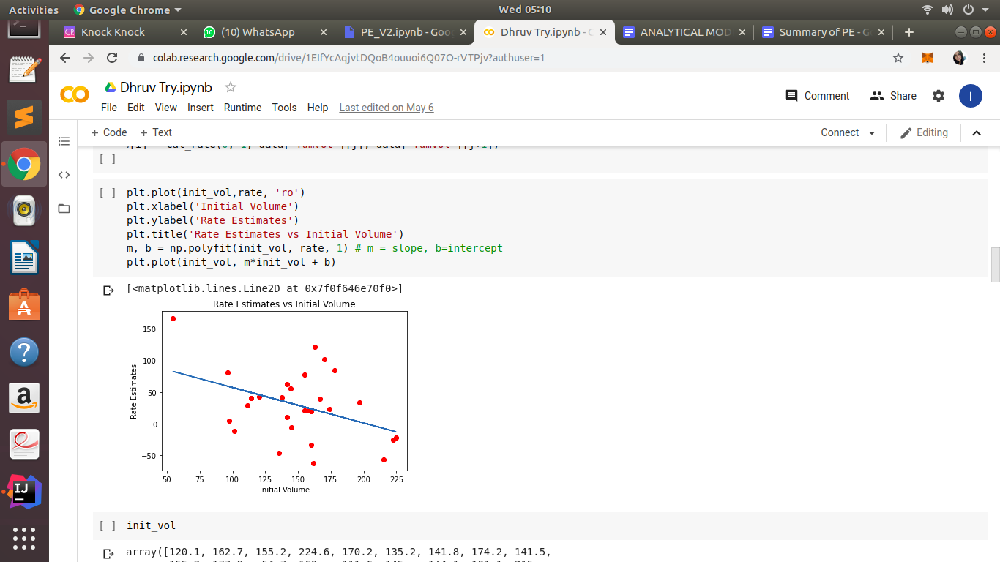 Activities Google Chrome Wed 05:10
Knock Knock (10) WhatsApp PE_V2.ipynb - Goo Dhruv Try.ipynb - C ANALYTICAL MOD Summary of PE - G
colab.research.google.com/drive/1EIfYcAqjvtDQoB4ouuoi6Q07O-rVTPjv?authuser=1
Dhruv Try.ipynb
Comment Share I
File Edit View Insert Runtime Tools Help Last edited on May 6
+ Code + Text Connect Editing
[ ]
[ ] plt.plot(init_vol,rate, 'ro')
plt.xlabel('Initial Volume')
plt.ylabel('Rate Estimates')
plt.title('Rate Estimates vs Initial Volume')
m, b = np.polyfit(init_vol, rate, 1) # m = slope, b=intercept
plt.plot(init_vol, m*init_vol + b)
[<matplotlib.lines.Line2D at 0x7f0f646e70f0>]
Rate Estimates vs Initial Volume
150
100
50
0
−50
Rate Estimates
50 75 100 125 150 175 200 225
Initial Volume
[ ] init_vol
array([120.1, 162.7, 155.2, 224.6, 170.2, 135.2, 141.8, 174.2, 141.5,